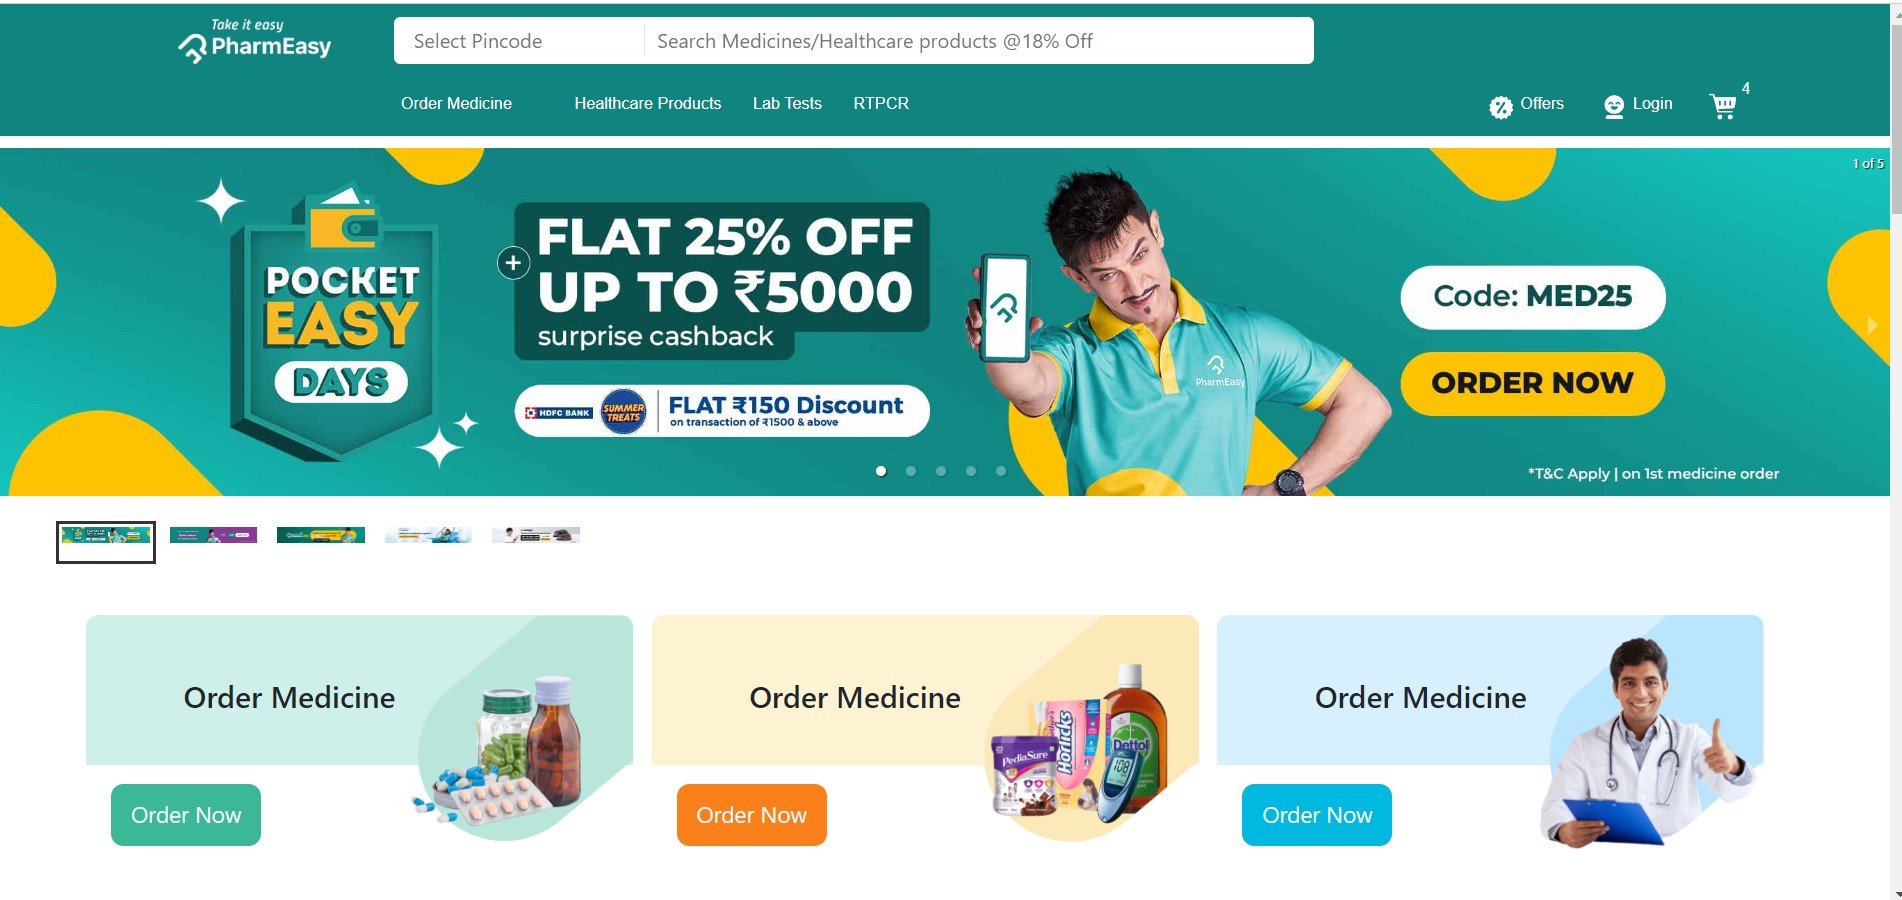 Take it easy
PharmEasy
Select Pincode
Search Medicines/Healthcare products @18% Off
Order Medicine
Healthcare Products
Lab Tests
RTPCR
Offers
Login
4
1 of 5
POCKET
EASY
DAYS
FLAT 25% OFF
UP TO ₹5000
surprise cashback
HDFC BANK
SUMMER
TREATS
FLAT ₹150 Discount
on transaction of ₹1500 & above
PharmEasy
Code: MED25
ORDER NOW
*T&C Apply | on 1st medicine order
Order Medicine
Order Now
Order Medicine
PediaSure
Horlicks
Dettol
108
Order Now
Order Medicine
Order Now